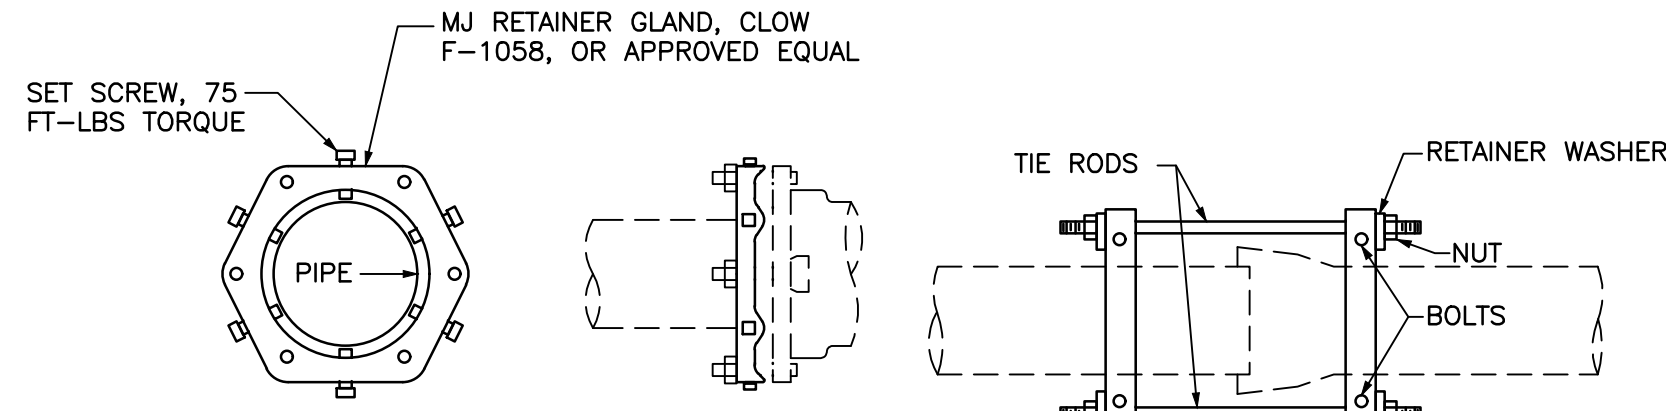 MJ RETAINER GLAND, CLOW
F-1058, OR APPROVED EQUAL
SET SCREW, 75
FT-LBS TORQUE
PIPE
TIE RODS
RETAINER WASHER
NUT
BOLTS